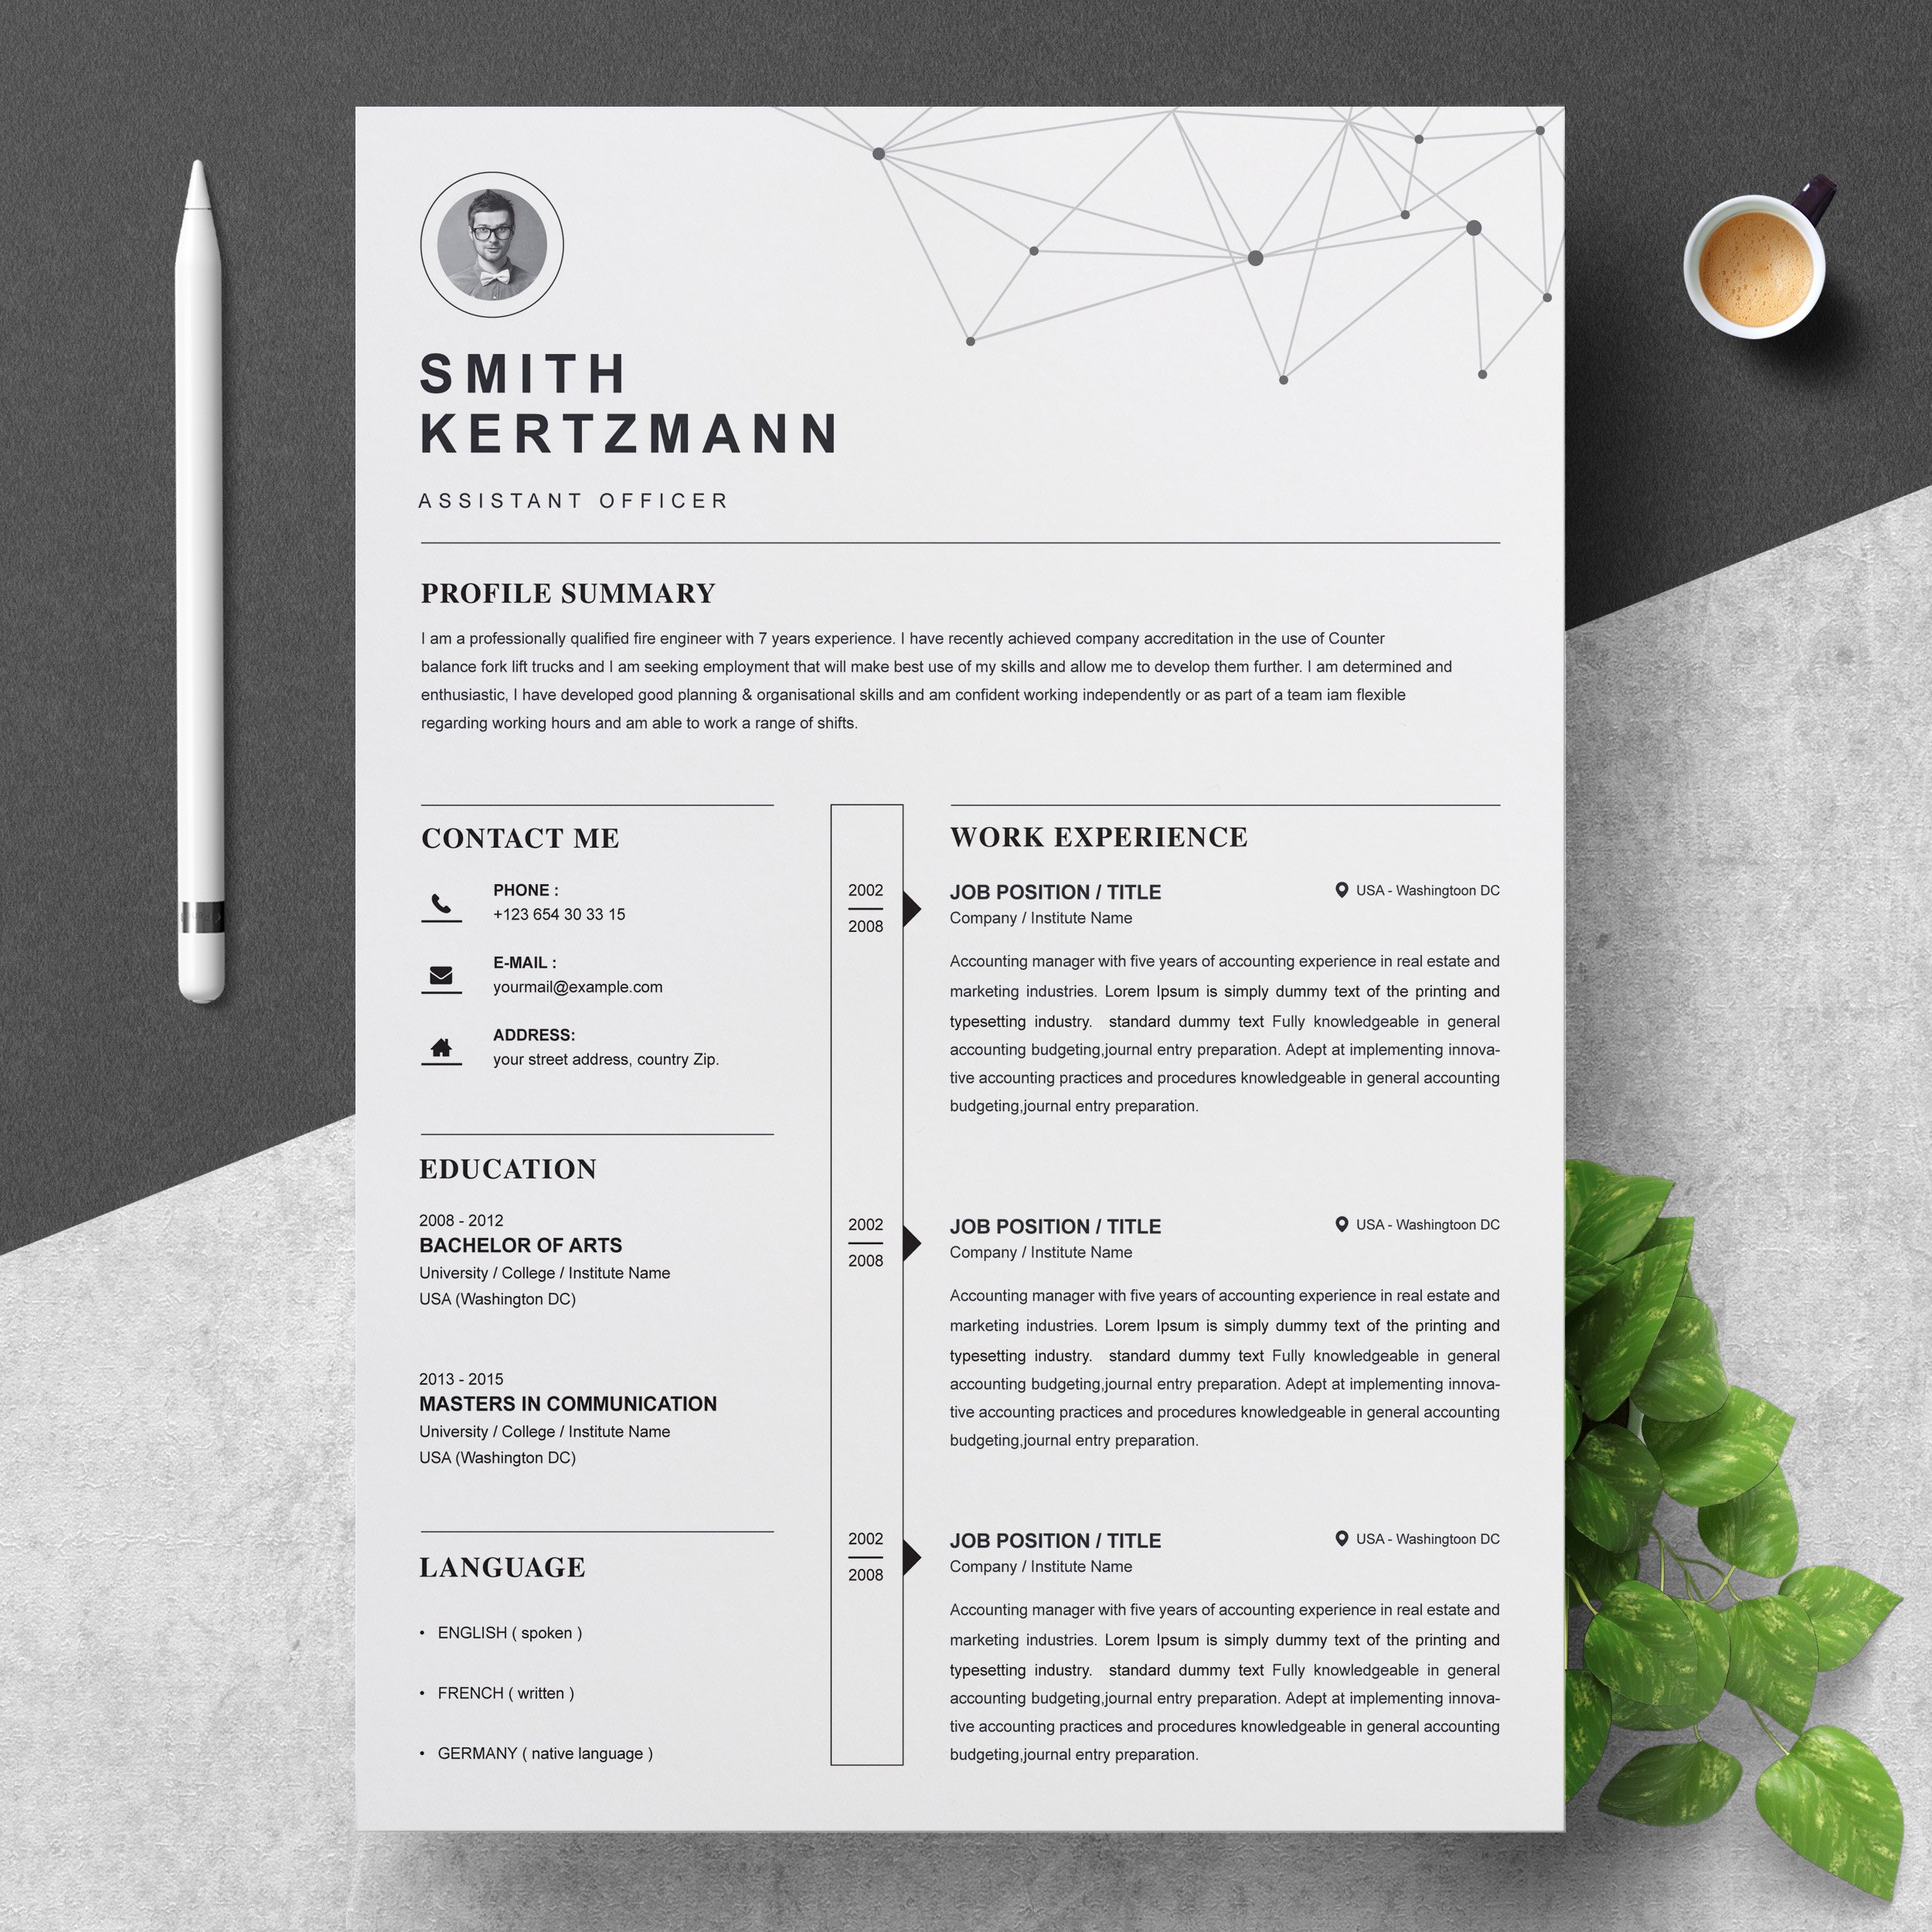 SMITH
KERTZMANN
ASSISTANT OFFICER
PROFILE SUMMARY
I am a professionally qualified fire engineer with 7 years experience. I have recently achieved company accreditation in the use of Counter
balance fork lift trucks and I am seeking employment that will make best use of my skills and allow me to develop them further. I am determined and
enthusiastic, I have developed good planning & organisational skills and am confident working independently or as part of a team iam flexible
regarding working hours and am able to work a range of shifts.
CONTACT ME
PHONE :
+123 654 30 33 15
E-MAIL :
yourmail@example.com
ADDRESS:
your street address, country Zip.
EDUCATION
2008 - 2012
BACHELOR OF ARTS
University / College / Institute Name
USA (Washington DC)
2013 - 2015
MASTERS IN COMMUNICATION
University / College / Institute Name
USA (Washington DC)
LANGUAGE
• ENGLISH ( spoken )
• FRENCH ( written )
• GERMANY ( native language )
WORK EXPERIENCE
2002
2008
JOB POSITION / TITLE
USA - Washingtoon DC
Company / Institute Name
Accounting manager with five years of accounting experience in real estate and
marketing industries. Lorem Ipsum is simply dummy text of the printing and
typesetting industry. standard dummy text Fully knowledgeable in general
accounting budgeting,journal entry preparation. Adept at implementing innova-
tive accounting practices and procedures knowledgeable in general accounting
budgeting,journal entry preparation.
2002
2008
JOB POSITION / TITLE
USA - Washingtoon DC
Company / Institute Name
Accounting manager with five years of accounting experience in real estate and
marketing industries. Lorem Ipsum is simply dummy text of the printing and
typesetting industry. standard dummy text Fully knowledgeable in general
accounting budgeting,journal entry preparation. Adept at implementing innova-
tive accounting practices and procedures knowledgeable in general accounting
budgeting,journal entry preparation.
2002
2008
JOB POSITION / TITLE
USA - Washingtoon DC
Company / Institute Name
Accounting manager with five years of accounting experience in real estate and
marketing industries. Lorem Ipsum is simply dummy text of the printing and
typesetting industry. standard dummy text Fully knowledgeable in general
accounting budgeting,journal entry preparation. Adept at implementing innova-
tive accounting practices and procedures knowledgeable in general accounting
budgeting,journal entry preparation.